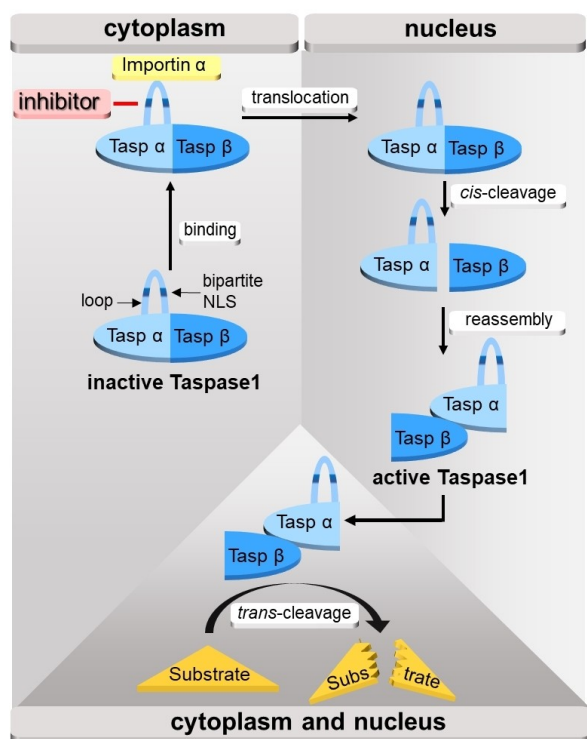 cytoplasm
nucleus
Importin α
inhibitor
translocation
Tasp α Tasp β
Tasp α Tasp β
cis-cleavage
binding
Tasp α
Tasp β
loop
bipartite
NLS
reassembly
Tasp α Tasp β
inactive Taspase1
Tasp α
Tasp β
active Taspase1
Tasp α
Tasp β
trans-cleavage
Substrate
Subs
trate
cytoplasm and nucleus